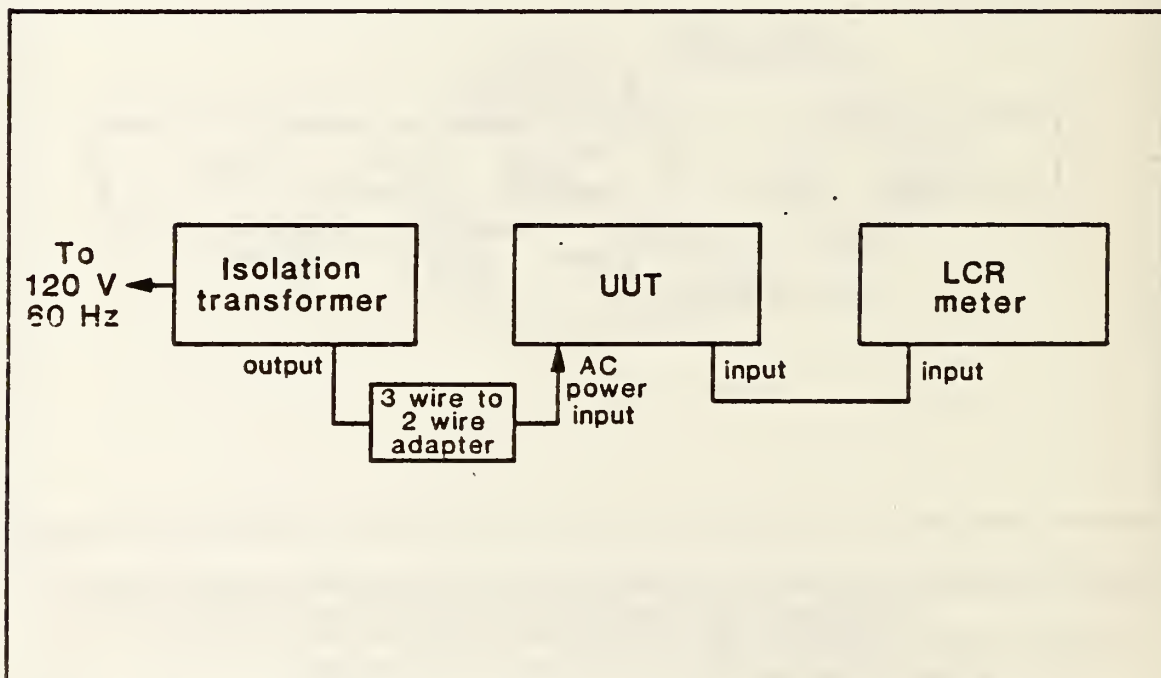 To
120 V
60 Hz
Isolation
transformer
output
3 wire to
2 wire
adapter
UUT
AC
power
input
input
LCR
meter
input